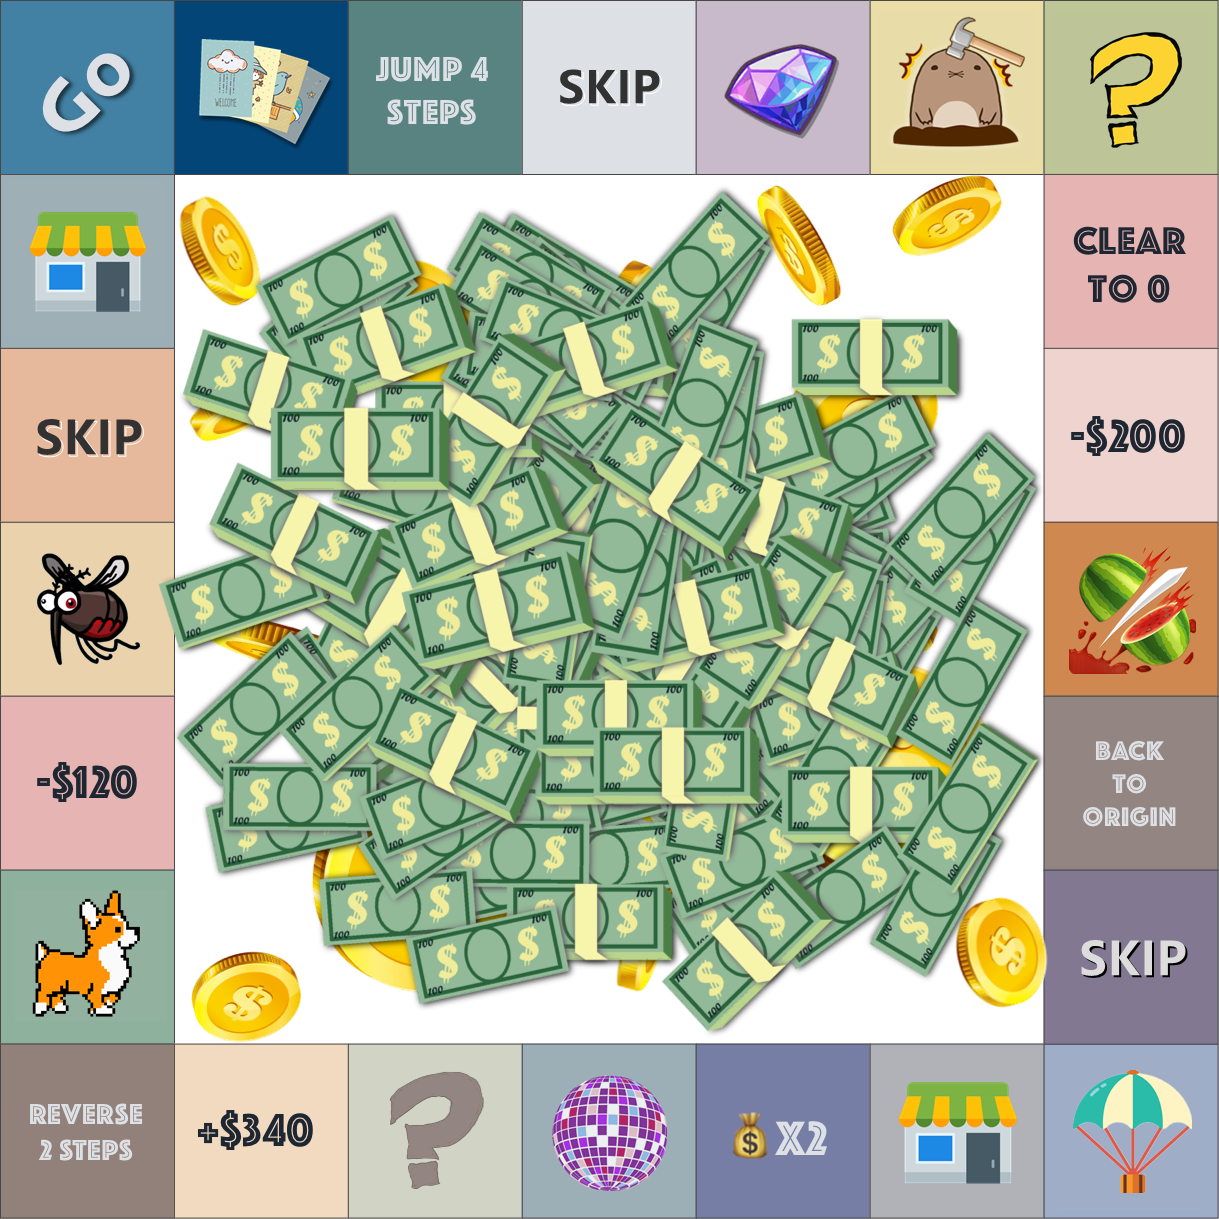 GO
WELCOME
JUMP 4
STEPS
SKIP
?
CLEAR
TO 0
SKIP
-$200
-$120
BACK
TO
ORIGIN
SKIP
REVERSE
2 STEPS
+$340
?
$ X2